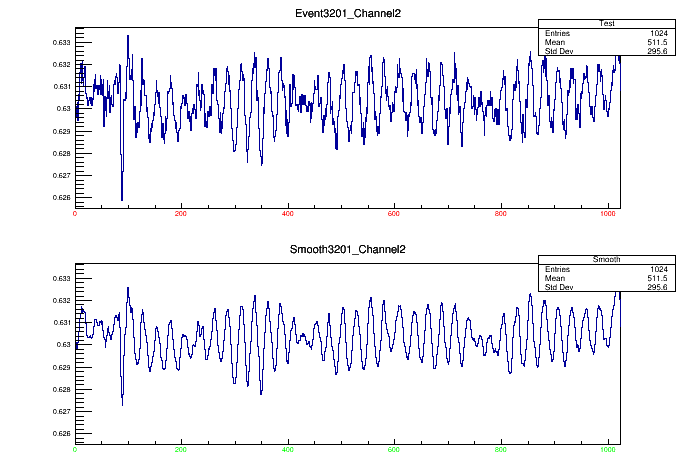 Event3201_Channel2
Test
Entries 1024
Mean 511.5
Std Dev 295.6
0.633
0.632
0.631
0.63
0.629
0.628
0.627
0.626
0 200 400 600 800 1000
Smooth3201_Channel2
Smooth
Entries 1024
Mean 511.5
Std Dev 295.6
0.633
0.632
0.631
0.63
0.629
0.628
0.627
0.626
0 200 400 600 800 1000